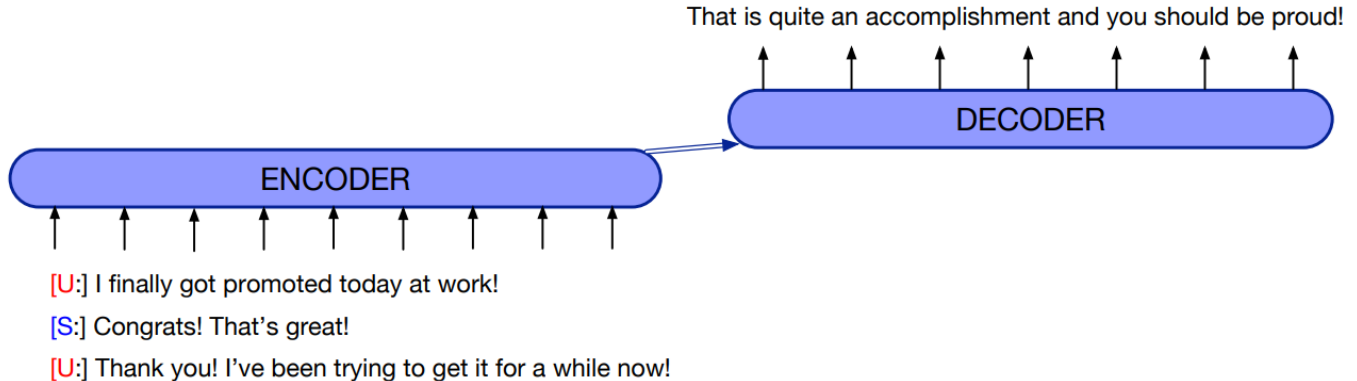 That is quite an accomplishment and you should be proud!
DECODER
ENCODER
[U:] I finally got promoted today at work!
[S:] Congrats! That's great!
[U:] Thank you! I've been trying to get it for a while now!